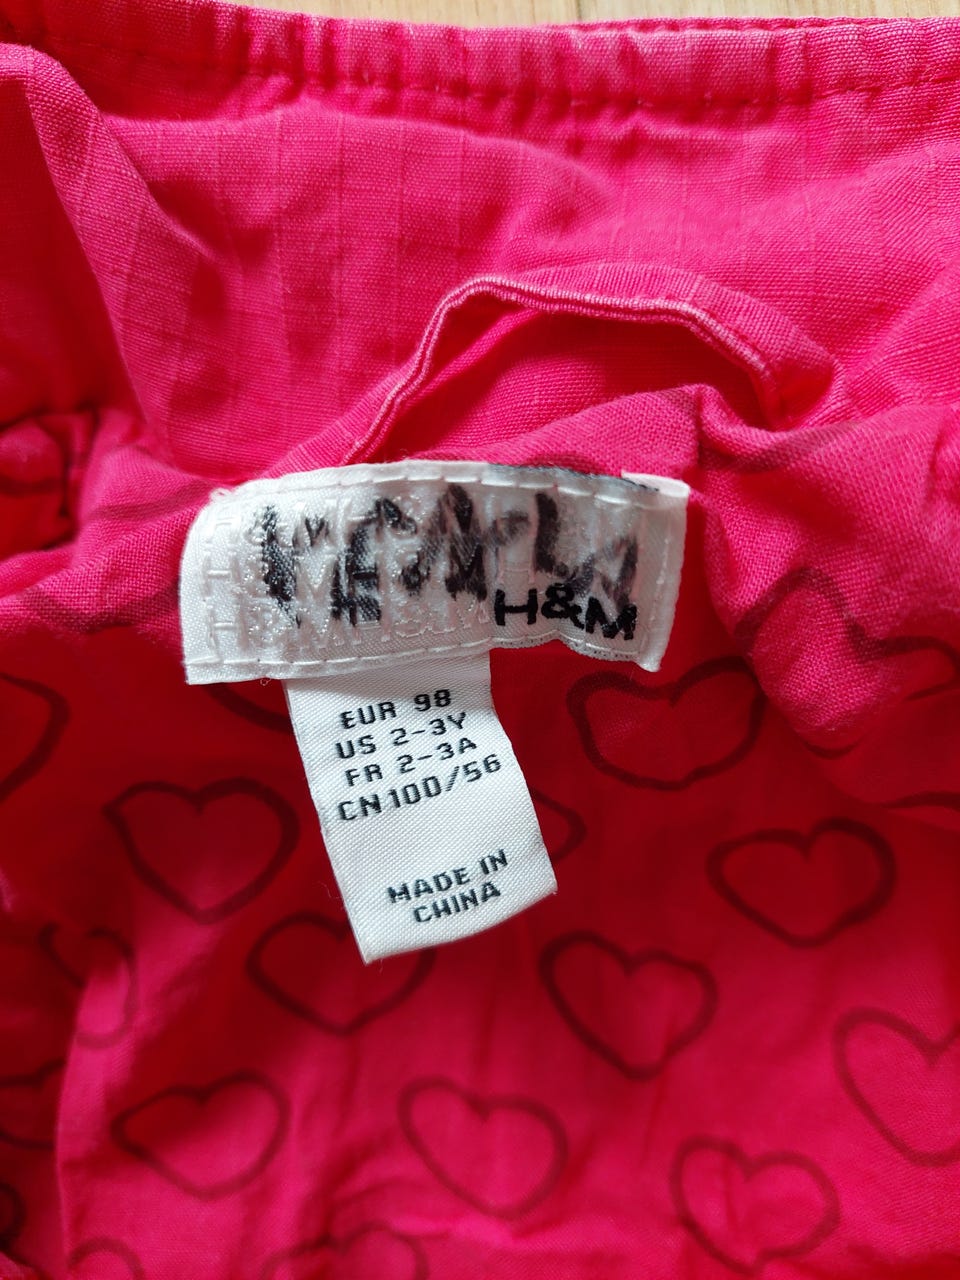 H&M
EUR 98
US 2-3Y
FR 2-3A
CN 100/56
MADE IN
CHINA